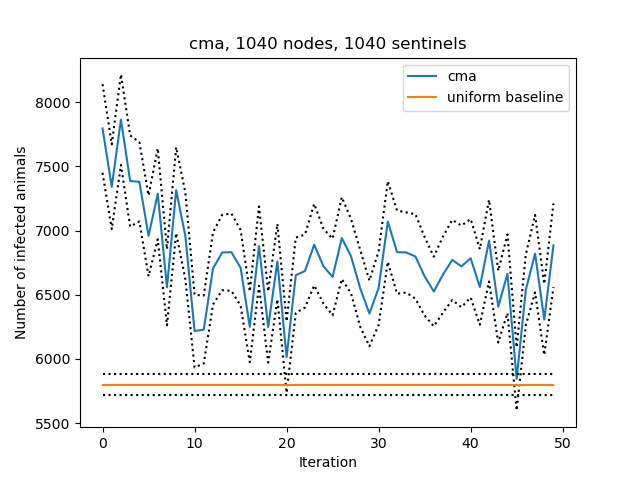 cma, 1040 nodes, 1040 sentinels
cma
uniform baseline
Number of infected animals
8000
7500
7000
6500
6000
5500
0 10 20 30 40 50
Iteration